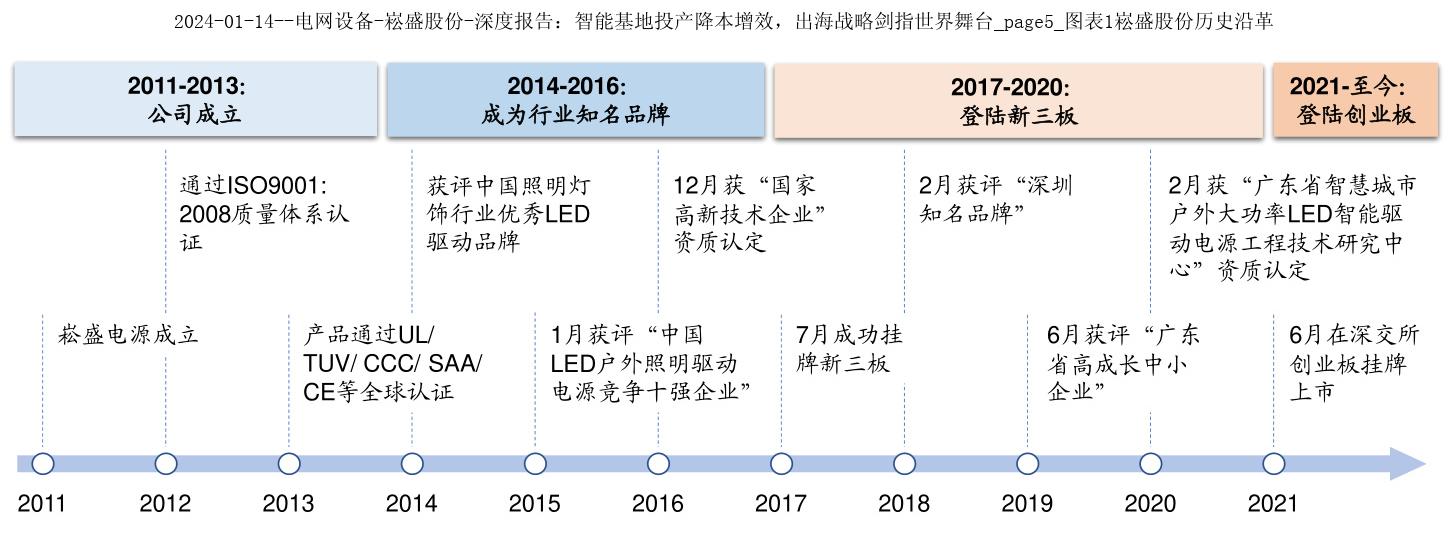 2024-01-14--电网设备-崧盛股份-深度报告：智能基地投产降本增效，出海战略剑指世界舞台_page5_图表1崧盛股份历史沿革
2011-2013:
公司成立
2014-2016:
成为行业知名品牌
2017-2020:
登陆新三板
2021-至今:
登陆创业板
通过ISO9001:
2008质量体系认
证
获评中国照明灯
饰行业优秀LED
驱动品牌
12月获“国家
高新技术企业”
资质认定
2月获评“深圳
知名品牌”
2月获“广东省智慧城市
户外大功率LED智能驱
动电源工程技术研究中
心”资质认定
崧盛电源成立
产品通过UL/
TUV/ CCC/ SAA/
CE等全球认证
1月获评“中国
LED户外照明驱动
电源竞争十强企业”
7月成功挂
牌新三板
6月获评“广东
省高成长中小
企业”
6月在深交所
创业板挂牌
上市
2011
2012
2013
2014
2015
2016
2017
2018
2019
2020
2021